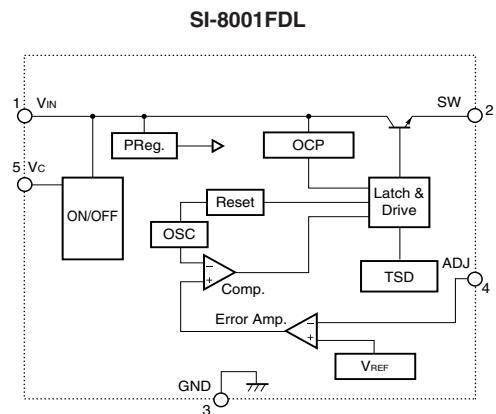 SI-8001FDL
1 VIN
SW 2
PReg.
OCP
5 VC
ON/OFF
Latch & Drive
Reset
OSC
−
+
Comp.
TSD
ADJ
4
Error Amp.
−
+
VREF
GND
3